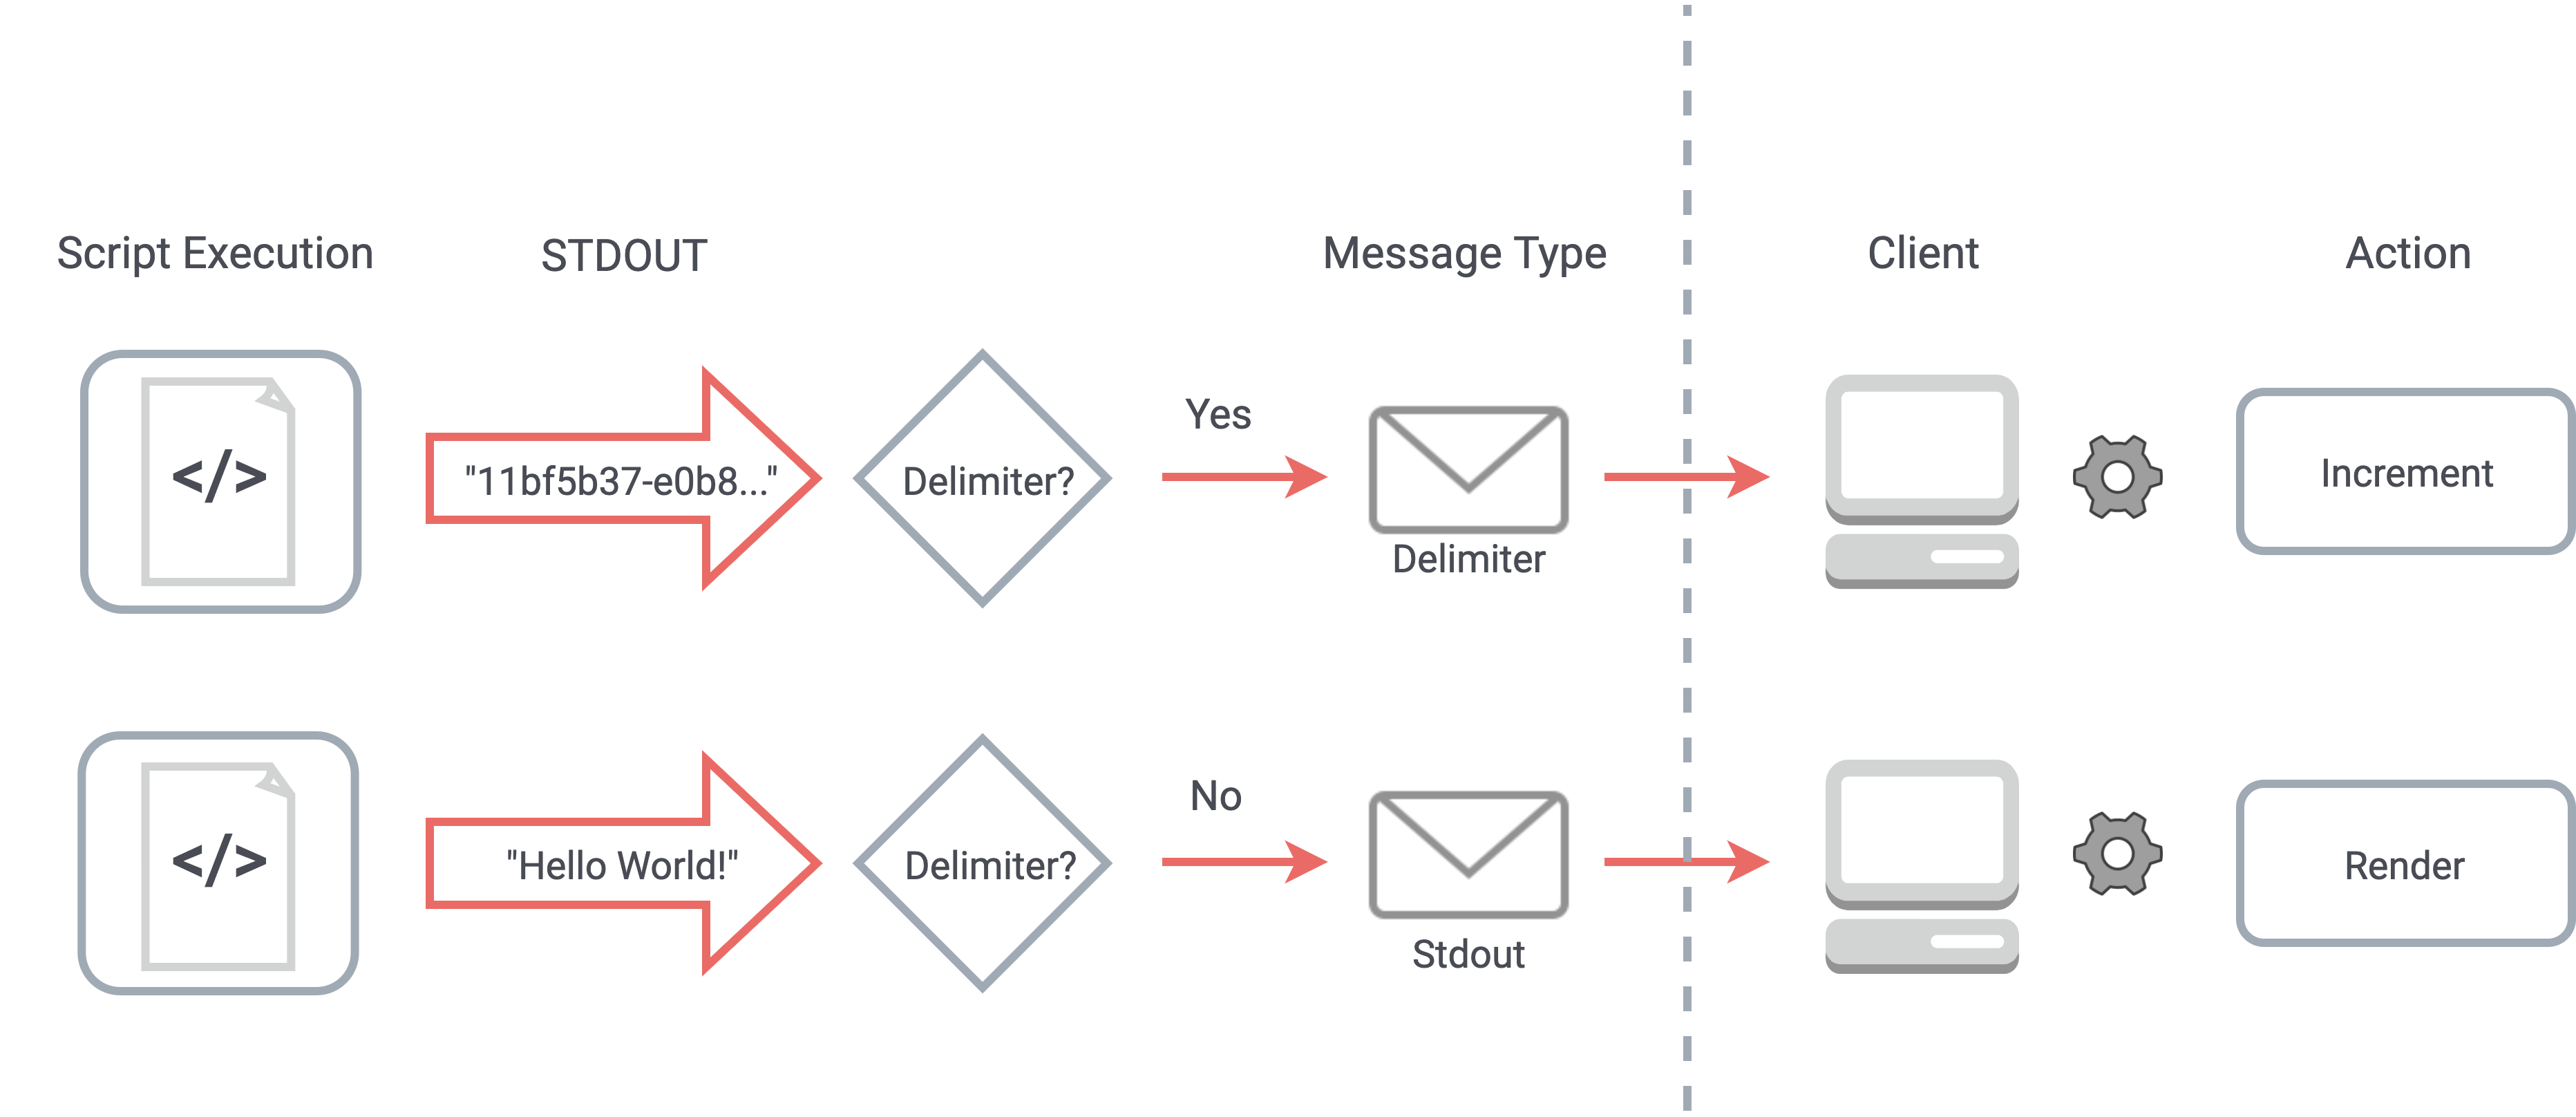 Script Execution
STDOUT
Message Type
Client
Action
</>
"11bf5b37-e0b8..."
Delimiter?
Yes
Delimiter
Increment
</>
"Hello World!"
Delimiter?
No
Stdout
Render